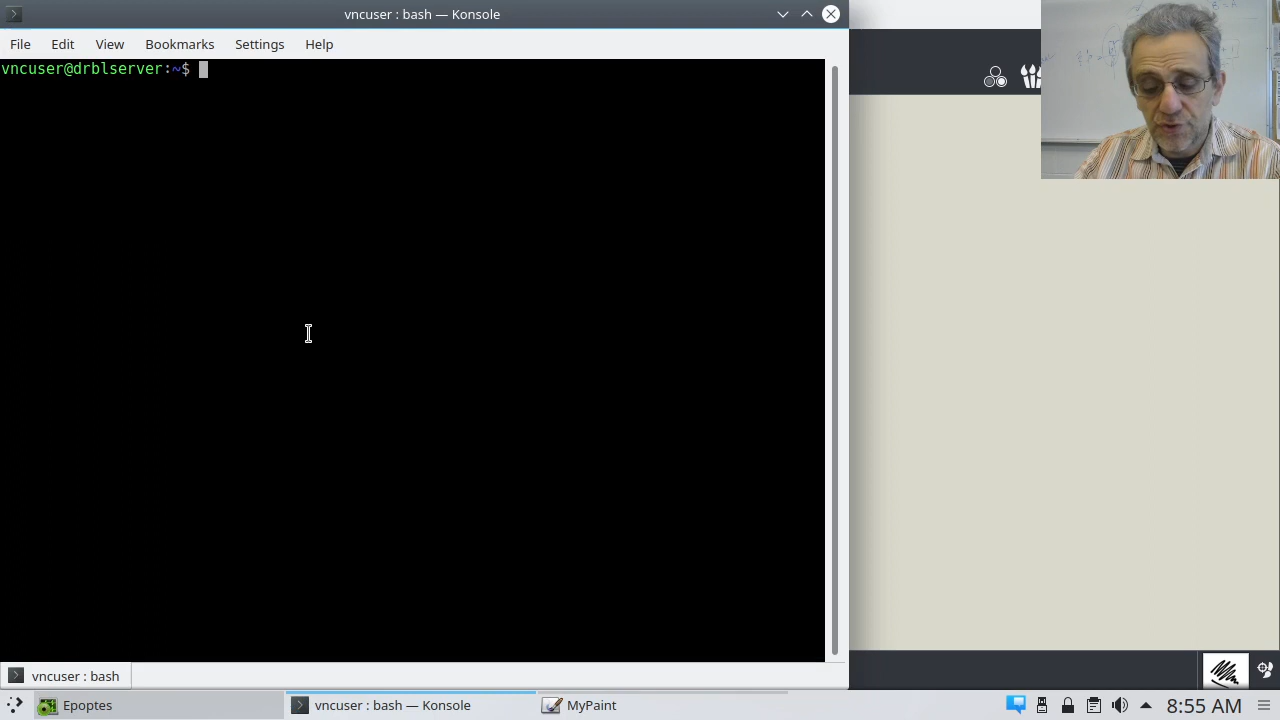 vncuser : bash — Konsole
File Edit View Bookmarks Settings Help
vncuser@drblserver:~$
vncuser : bash
Epoptes
vncuser : bash — Konsole
MyPaint
8:55 AM